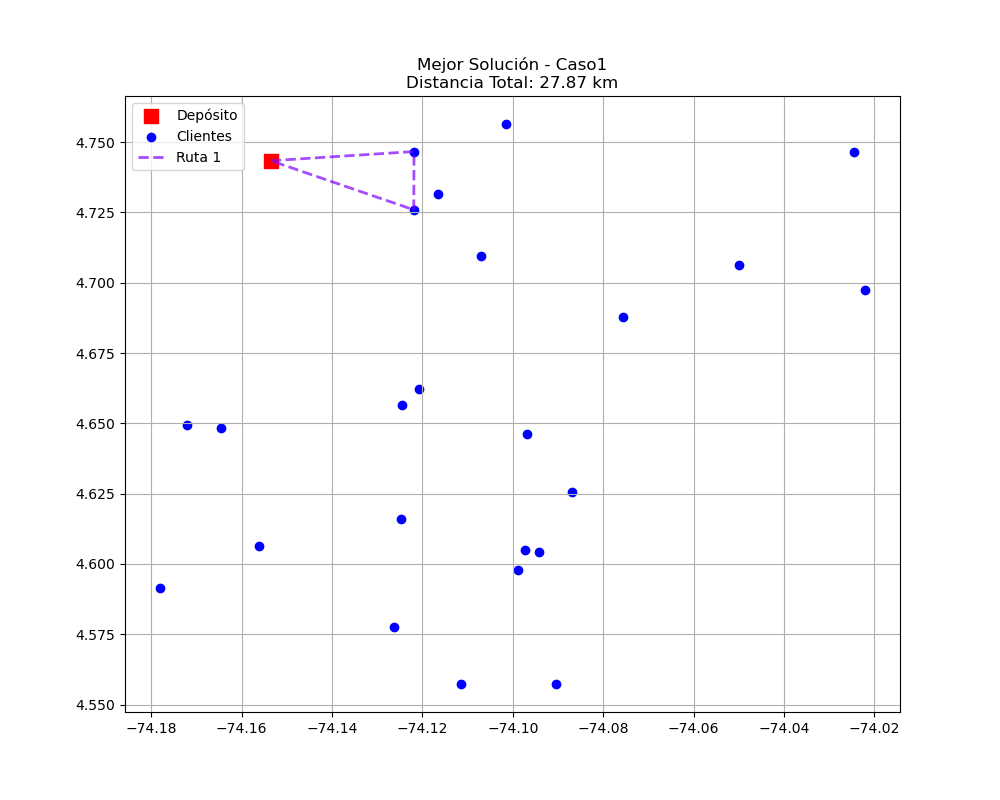 Mejor Solución - Caso1
Distancia Total: 27.87 km
Depósito
Clientes
Ruta 1
4.750
4.725
4.700
4.675
4.650
4.625
4.600
4.575
4.550
−74.18 −74.16 −74.14 −74.12 −74.10 −74.08 −74.06 −74.04 −74.02